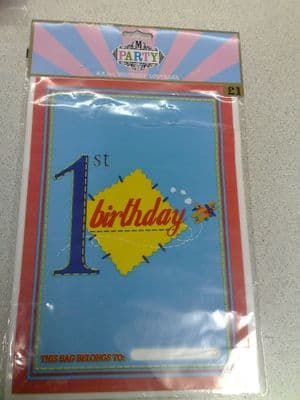 M
PARTY
£1
1st
birthday
THIS BAG BELONGS TO: